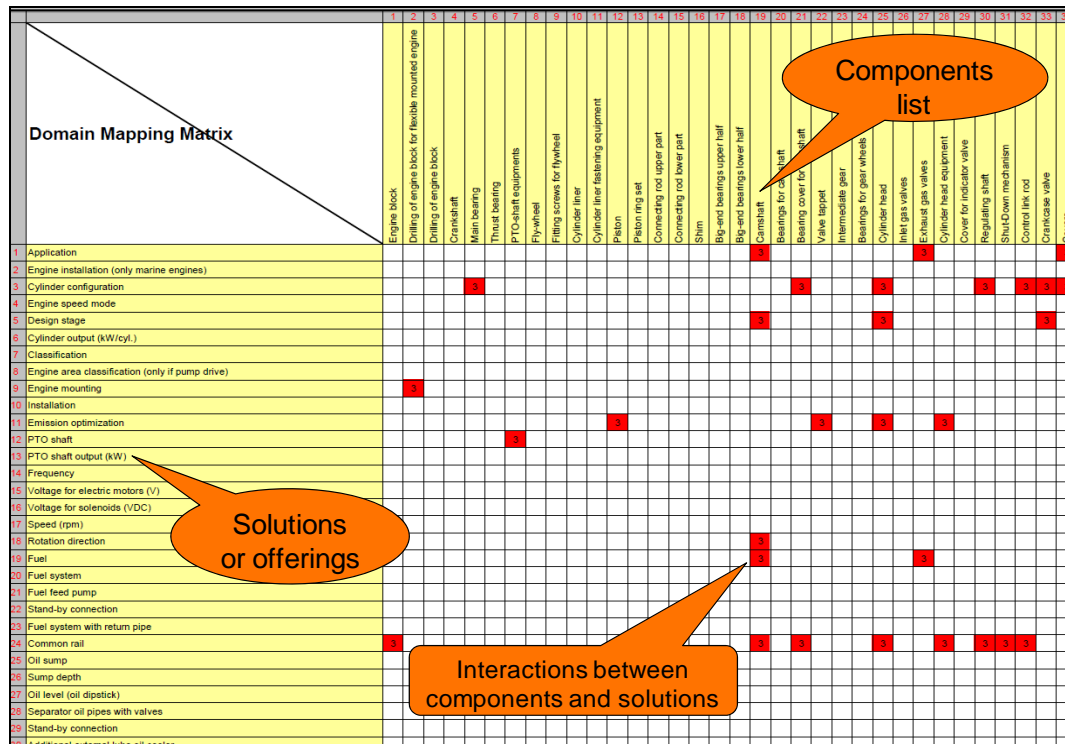 1 2 3 4 5 6 7 8 9 10 11 12 13 14 15 16 17 18 19 20 21 22 23 24 25 26 27 28 29 30 31 32 33
Domain Mapping Matrix
Engine block
Drilling of engine block for flexible mounted engine
Drilling of engine block
Crankshaft
Main bearing
Thrust bearing
PTO-shaft equipments
Fly-wheel
Fitting screws for flywheel
Cylinder liner
Cylinder liner fastening equipment
Piston
Piston ring set
Connecting rod upper part
Connecting rod lower part
Shim
Big-end bearings upper half
Big-end bearings lower half
Camshaft
Bearings for
Bearing cover for
Valve tappet
Intermediate gear
Bearings for gear wheels
Cylinder head
Inlet gas valves
Exhaust gas valves
Cylinder head equipment
Cover for indicator valve
Regulating shaft
Shut-Down mechanism
Control link rod
Crankcase valve
Components
list
1 Application 3 3
2 Engine installation (only marine engines)
3 Cylinder configuration 3 3 3 3 3 3
4 Engine speed mode
5 Design stage 3 3 3
6 Cylinder output (kW/cyl.)
7 Classification
8 Engine area classification (only if pump drive)
9 Engine mounting 3
10 Installation
11 Emission optimization 3 3 3 3
12 PTO shaft 3
13 PTO shaft output (kW)
14 Frequency
15 Voltage for electric motors (V)
16 Voltage for solenoids (VDC)
17 Speed (rpm)
18 Rotation direction 3
19 Fuel 3 3
20 Fuel system
21 Fuel feed pump
22 Stand-by connection
23 Fuel system with return pipe
24 Common rail 3 3 3 3 3 3 3 3
25 Oil sump
26 Sump depth
27 Oil level (oil dipstick)
28 Separator oil pipes with valves
29 Stand-by connection
Solutions
or offerings
Interactions between
components and solutions